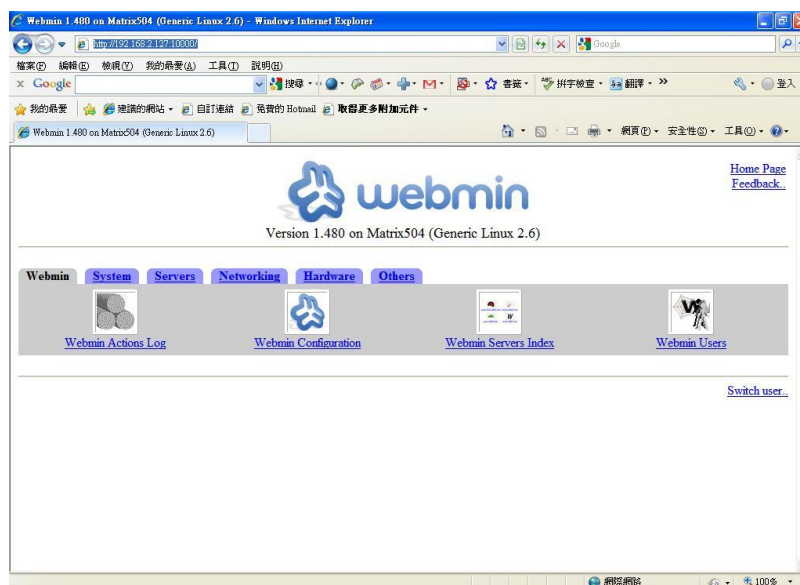 Webmin 1.480 on Matrix504 (Generic Linux 2.6) - Windows Internet Explorer
http://192.168.2.127:10000/
Google
檔案(F) 編輯(E) 檢視(V) 我的最愛(A) 工具(T) 說明(H)
x Google 搜尋 書籤 拼字檢查 翻譯 » 登入
我的最愛 建議的網站 自訂連結 免費的 Hotmail 取得更多附加元件
Webmin 1.480 on Matrix504 (Generic Linux 2.6) 網頁(P) 安全性(S) 工具(O)
Home Page
Feedback..
webmin
Version 1.480 on Matrix504 (Generic Linux 2.6)
Webmin System Servers Networking Hardware Others
Webmin Actions Log Webmin Configuration Webmin Servers Index Webmin Users
Switch user..
網際網路 100%